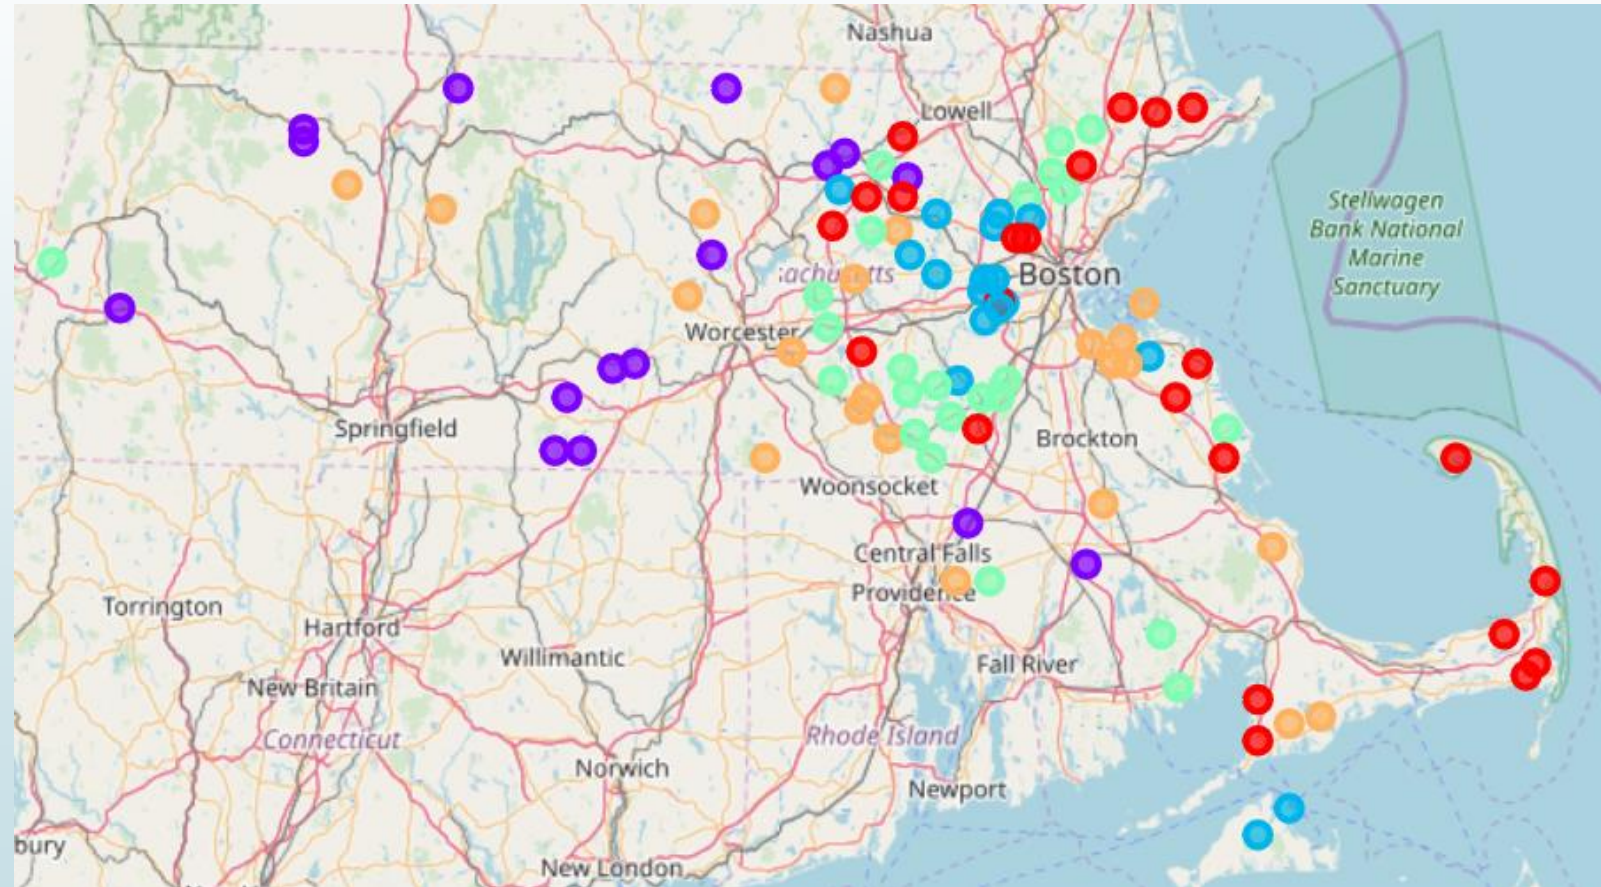 Nashua
Lowell
Stellwagen
Bank National
Marine
Sanctuary
Boston
Worcester
Springfield
Brockton
Woonsocket
Central Falls
Providence
Torrington
Hartford
Willimantic
Fall River
New Britain
Connecticut
Rhode Island
Norwich
Newport
bury
New London